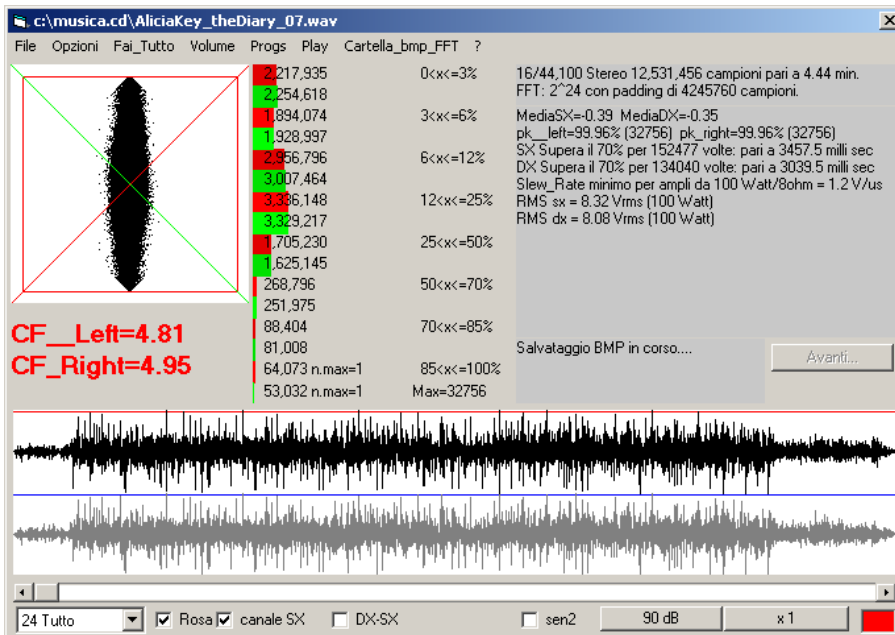 c:\musica.cd\AliciaKey_theDiary_07.wav
File Opzioni Fai_Tutto Volume Progs Play Cartella_bmp_FFT ?
2,217,935 0<x<=3%
2,254,618
1,894,074 3<x<=6%
1,928,997
2,956,796 6<x<=12%
3,007,464
3,336,148 12<x<=25%
3,329,217
1,705,230 25<x<=50%
1,625,145
268,796 50<x<=70%
251,975
88,404 70<x<=85%
81,008
64,073 n.max=1 85<x<=100%
53,032 n.max=1 Max=32756
16/44,100 Stereo 12,531,456 campioni pari a 4.44 min.
FFT: 2^24 con padding di 4245760 campioni.
MediaSX=-0.39 MediaDX=-0.35
pk__left=99.96% (32756) pk_right=99.96% (32756)
SX Supera il 70% per 152477 volte: pari a 3457.5 milli sec
DX Supera il 70% per 134040 volte: pari a 3039.5 milli sec
Slew_Rate minimo per ampli da 100 Watt/8ohm = 1.2 V/us
RMS sx = 8.32 Vrms (100 Watt)
RMS dx = 8.08 Vrms (100 Watt)
CF__Left=4.81
CF_Right=4.95
Salvataggio BMP in corso....
Avanti...
24 Tutto Rosa canale SX DX-SX sen2 90 dB x 1